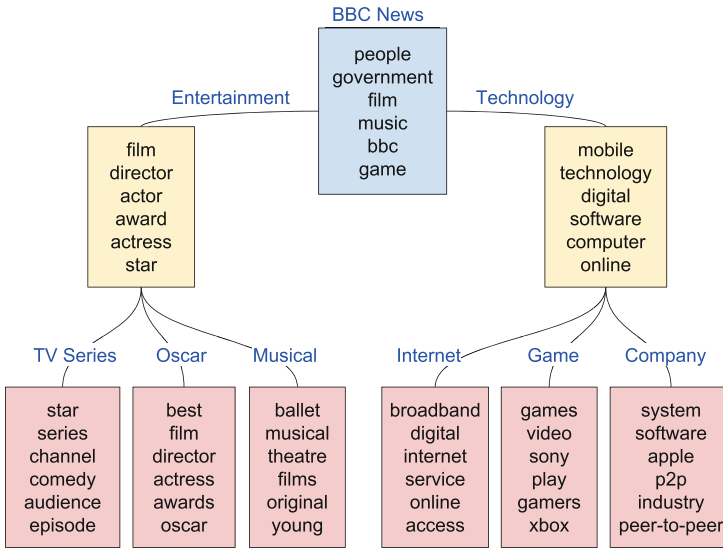 BBC News
people
government
film
music
bbc
game
Entertainment
Technology
film
director
actor
award
actress
star
mobile
technology
digital
software
computer
online
TV Series
Oscar
Musical
Internet
Game
Company
star
series
channel
comedy
audience
episode
best
film
director
actress
awards
oscar
ballet
musical
theatre
films
original
young
broadband
digital
internet
service
online
access
games
video
sony
play
gamers
xbox
system
software
apple
p2p
industry
peer-to-peer